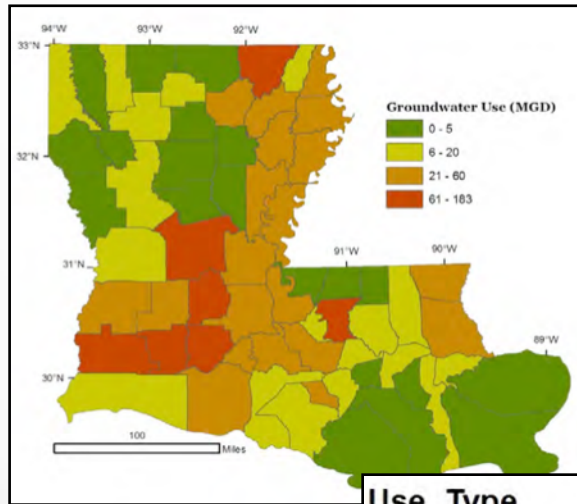 94°W 93°W 92°W
33°N
Groundwater Use (MGD)
0 - 5
6 - 20
21 - 60
61 - 183
32°N
31°N
91°W 90°W
89°W
30°N
100
Miles
Use Type